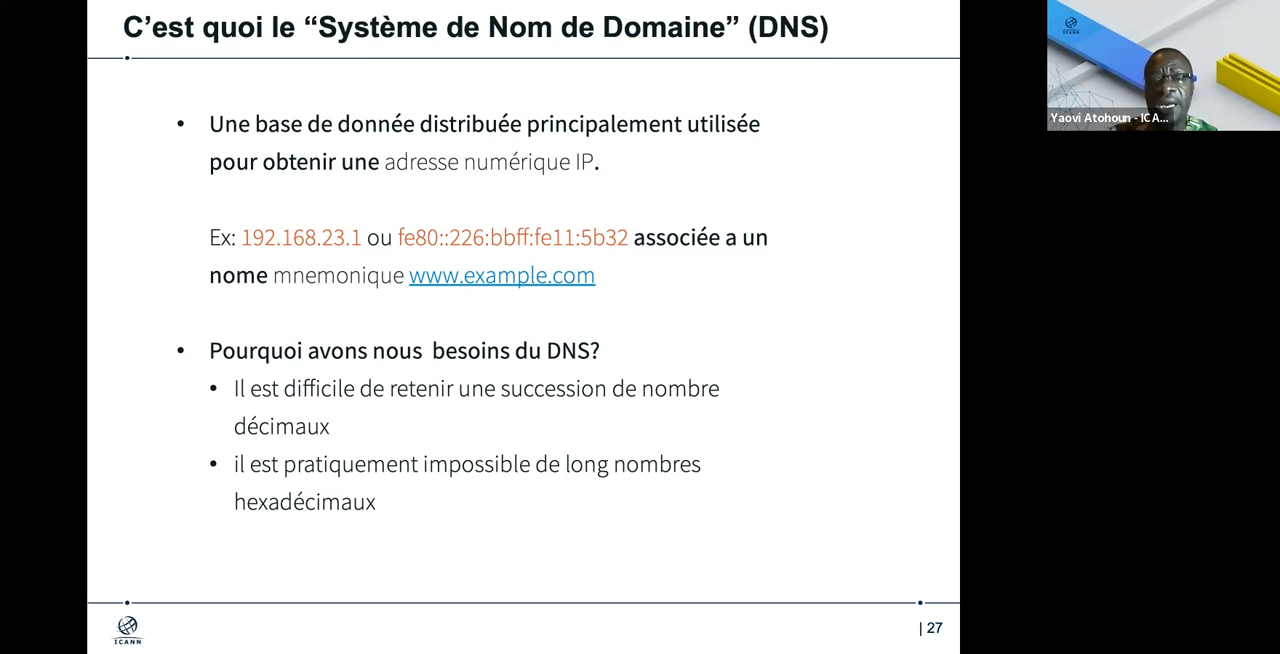 C’est quoi le “Système de Nom de Domaine” (DNS)
• Une base de donnée distribuée principalement utilisée
pour obtenir une adresse numérique IP.
Ex: 192.168.23.1 ou fe80::226:bbff:fe11:5b32 associée a un
nome mnemonique www.example.com
• Pourquoi avons nous besoins du DNS?
• Il est difficile de retenir une succession de nombre
décimaux
• il est pratiquement impossible de long nombres
hexadécimaux
ICANN
| 27
ICANN
Yaovi Atohoun - ICA...